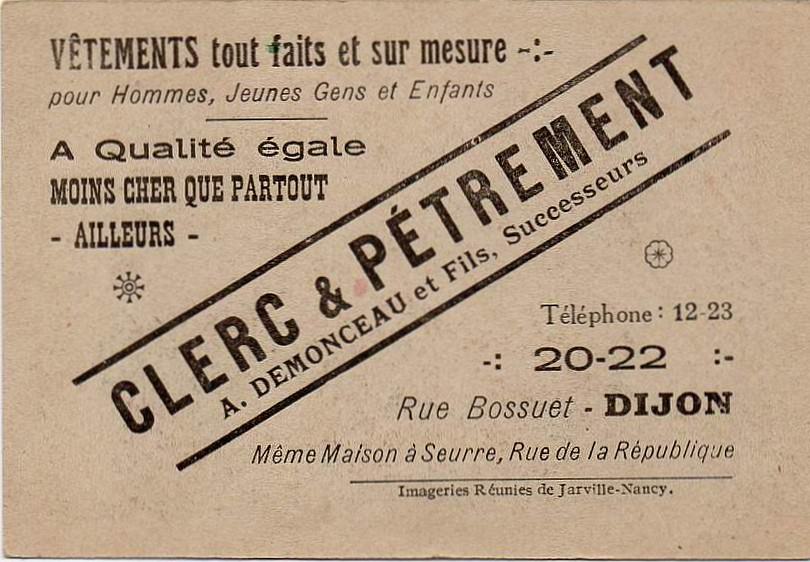 VÊTEMENTS tout faits et sur mesure -:-
pour Hommes, Jeunes Gens et Enfants
A Qualité égale
MOINS CHER QUE PARTOUT
- AILLEURS -
CLERC & PÉTREMENT
A. DEMONCEAU et Fils, Successeurs
Téléphone : 12-23
-: 20-22 :-
Rue Bossuet - DIJON
Même Maison à Seurre, Rue de la République
Imageries Réunies de Jarville-Nancy.